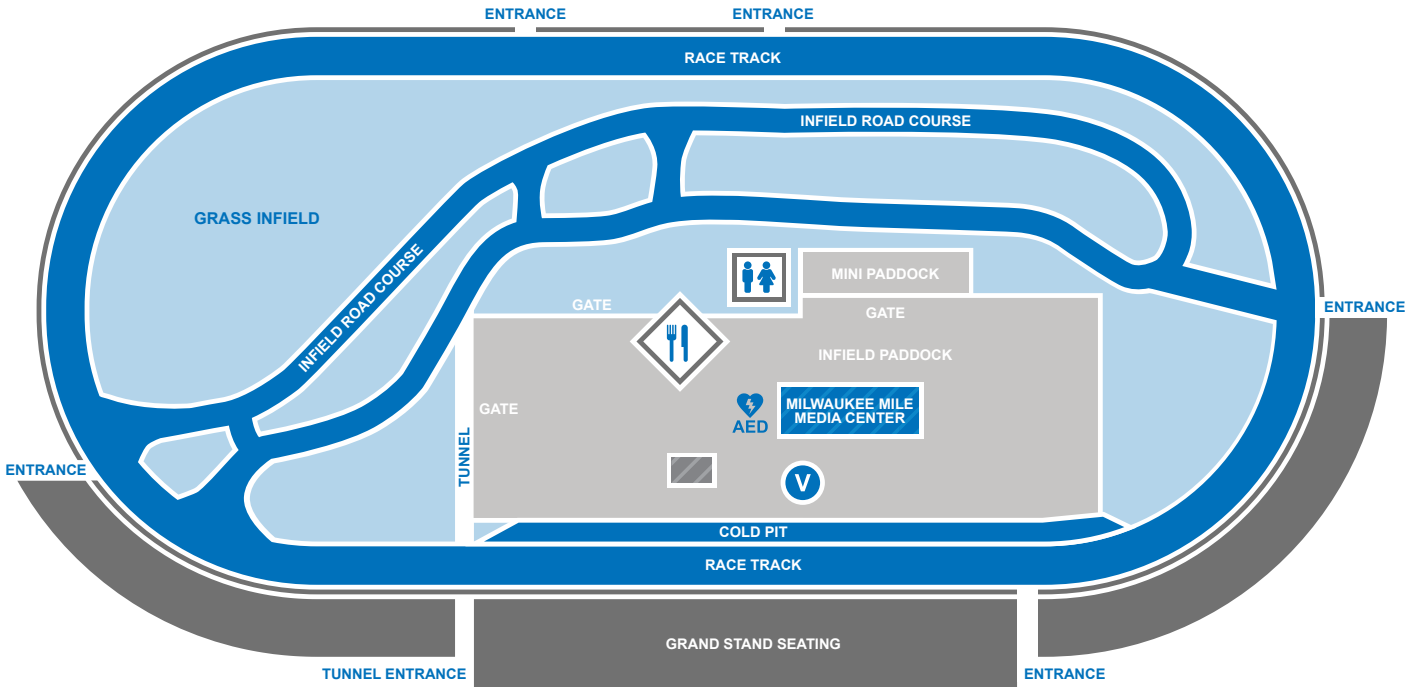 ENTRANCE
ENTRANCE
RACE TRACK
INFIELD ROAD COURSE
GRASS INFIELD
INFIELD ROAD COURSE
MINI PADDOCK
GATE
GATE
ENTRANCE
INFIELD PADDOCK
GATE
MILWAUKEE MILE
MEDIA CENTER
AED
TUNNEL
ENTRANCE
V
COLD PIT
RACE TRACK
GRAND STAND SEATING
TUNNEL ENTRANCE
ENTRANCE